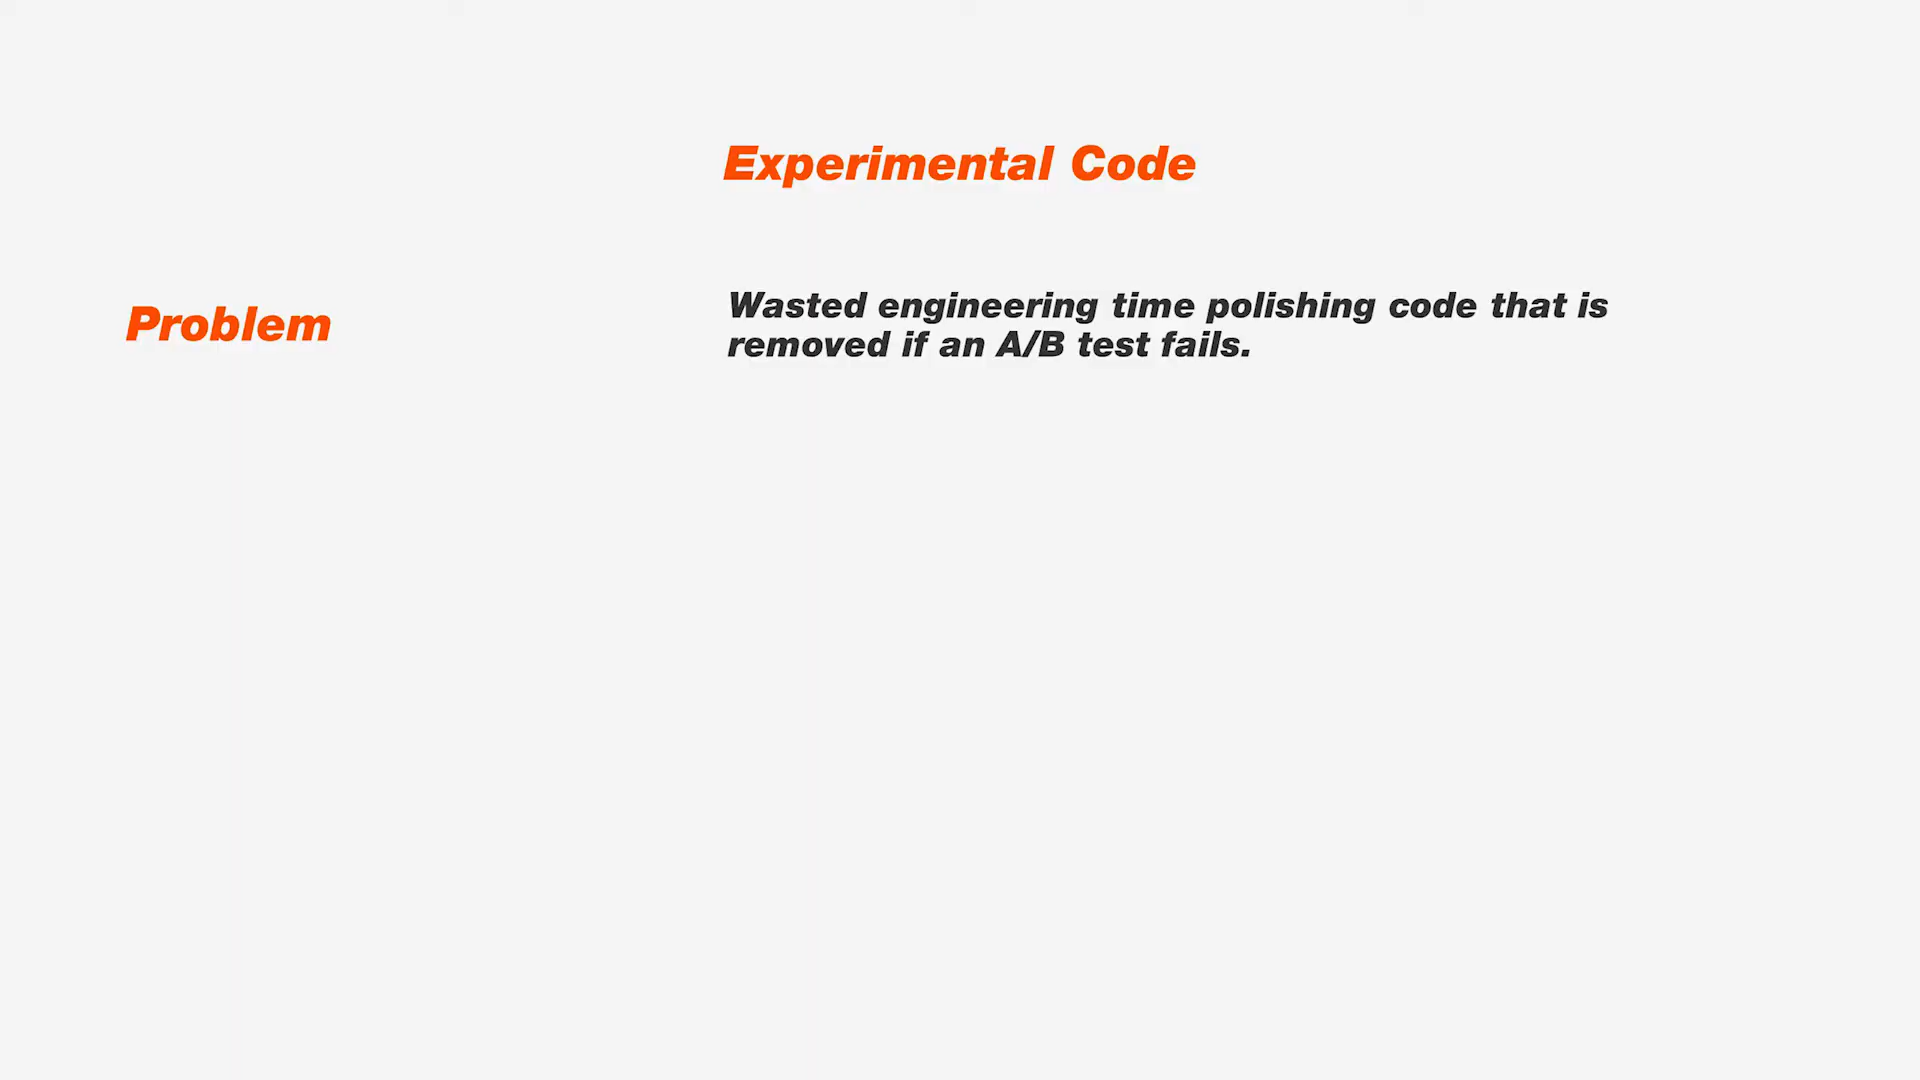 Experimental Code
Problem
Wasted engineering time polishing code that is
removed if an A/B test fails.